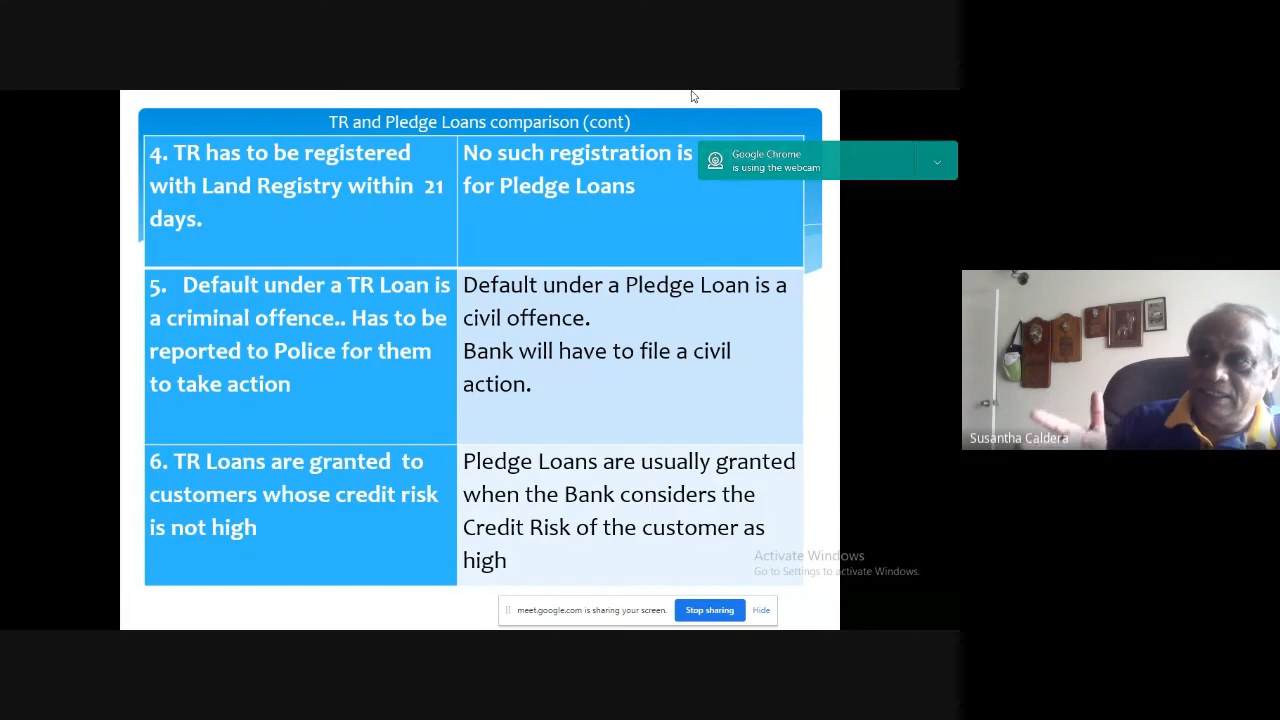 TR and Pledge Loans comparison (cont)
4. TR has to be registered
with Land Registry within 21
days.
No such registration is
for Pledge Loans
Google Chrome
is using the webcam
5. Default under a TR Loan is
a criminal offence.. Has to be
reported to Police for them
to take action
Default under a Pledge Loan is a
civil offence.
Bank will have to file a civil
action.
Susantha Caldera
6. TR Loans are granted to
customers whose credit risk
is not high
Pledge Loans are usually granted
when the Bank considers the
Credit Risk of the customer as
high
Activate Windows
Go to Settings to activate Windows.
meet.google.com is sharing your screen.
Stop sharing
Hide